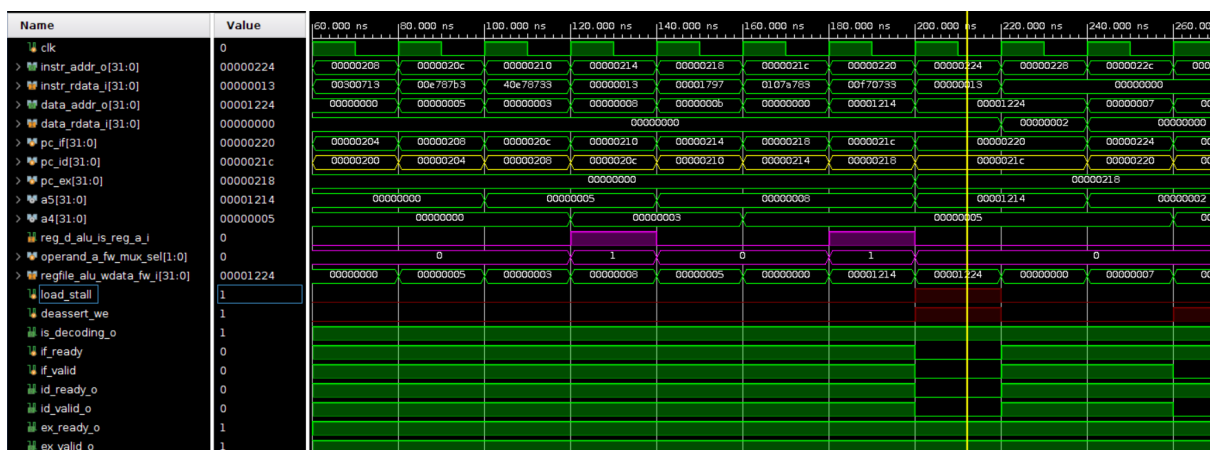 Name Value 60.000 ns 80.000 ns 100.000 ns 120.000 ns 140.000 ns 160.000 ns 180.000 ns 200.000 ns 220.000 ns 240.000 ns 260.0
clk 0
instr_addr_o[31:0] 00000224 00000208 0000020c 00000210 00000214 00000218 0000021c 00000220 00000224 00000228 0000022c 000
instr_rdata_i[31:0] 00000013 00300713 00e787b3 40e78733 00000013 00001797 0107a783 00f70733 00000013 00000000
data_addr_o[31:0] 00001224 00000000 00000005 00000003 00000008 0000000b 00000000 00001214 00001224 00000007 00
data_rdata_i[31:0] 00000000 00000000 00000002 00000000
pc_if[31:0] 00000220 00000204 00000208 0000020c 00000210 00000214 00000218 0000021c 00000220 00000224 00
pc_id[31:0] 0000021c 00000200 00000204 00000208 0000020c 00000210 00000214 00000218 0000021c 00000220 00
pc_ex[31:0] 00000218 00000000 00000218
a5[31:0] 00001214 00000000 00000005 00000008 00001214 00000002
a4[31:0] 00000005 00000000 00000003 00000005 00
reg_d_alu_is_reg_a_i 0
operand_a_fw_mux_sel[1:0] 0 0 1 0 1 0
regfile_alu_wdata_fw_i[31:0] 00001224 00000000 00000005 00000003 00000008 00000005 00000000 00001214 00001224 00000000 00000007 00
load_stall 1
deassert_we 1
is_decoding_o 1
if_ready 0
if_valid 0
id_ready_o 0
id_valid_o 0
ex_ready_o 1
ex_valid_o 1